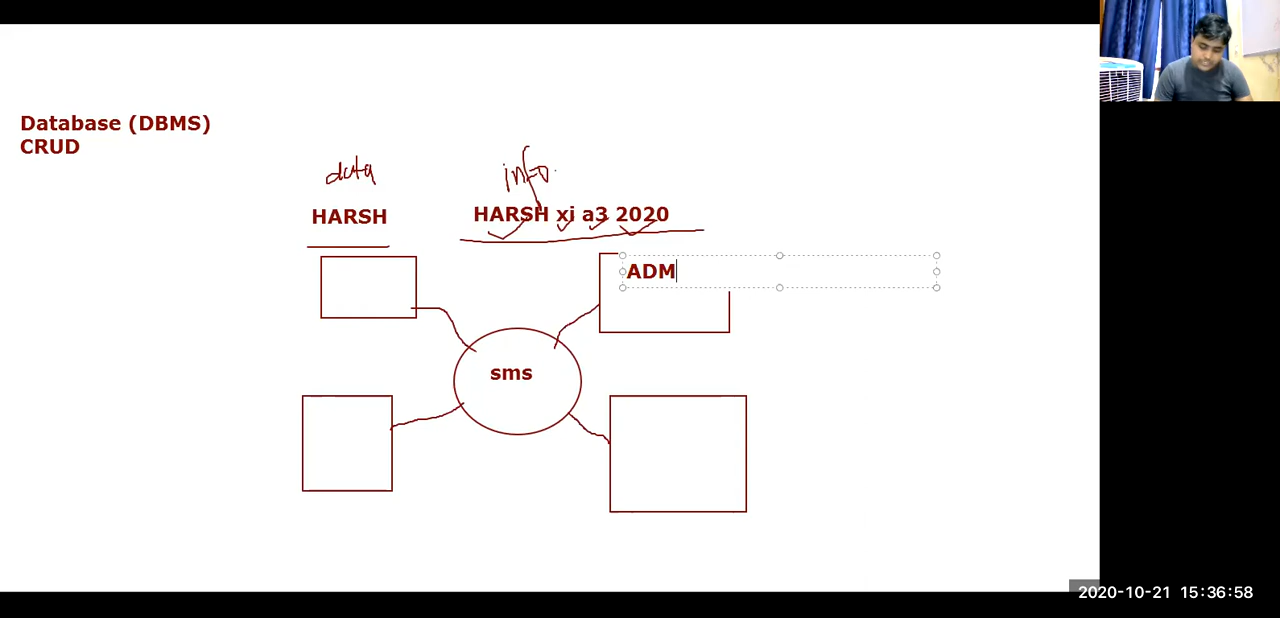 Database (DBMS)
CRUD
data
info
HARSH
HARSH xi a3 2020
ADM
sms
2020-10-21 15:36:58